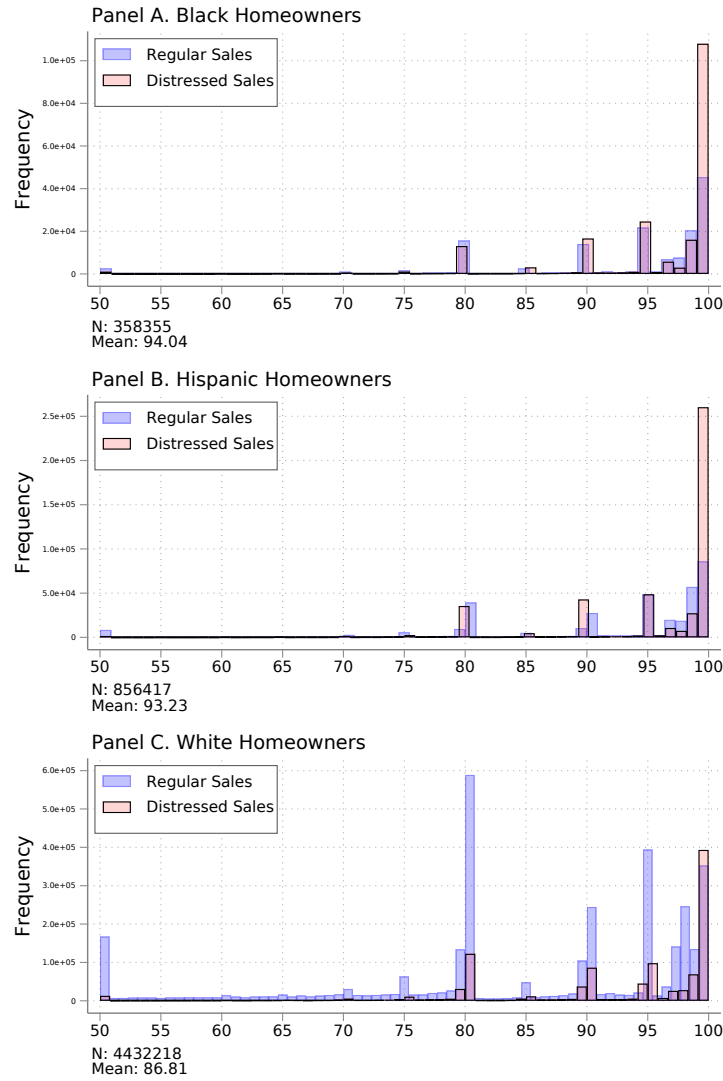 Panel A. Black Homeowners
Regular Sales
Distressed Sales
Frequency
1.0e+05
8.0e+04
6.0e+04
4.0e+04
2.0e+04
0
50 55 60 65 70 75 80 85 90 95 100
N: 358355
Mean: 94.04
Panel B. Hispanic Homeowners
Regular Sales
Distressed Sales
Frequency
2.5e+05
2.0e+05
1.5e+05
1.0e+05
5.0e+04
0
50 55 60 65 70 75 80 85 90 95 100
N: 856417
Mean: 93.23
Panel C. White Homeowners
Regular Sales
Distressed Sales
Frequency
6.0e+05
5.0e+05
4.0e+05
3.0e+05
2.0e+05
1.0e+05
0
50 55 60 65 70 75 80 85 90 95 100
N: 4432218
Mean: 86.81